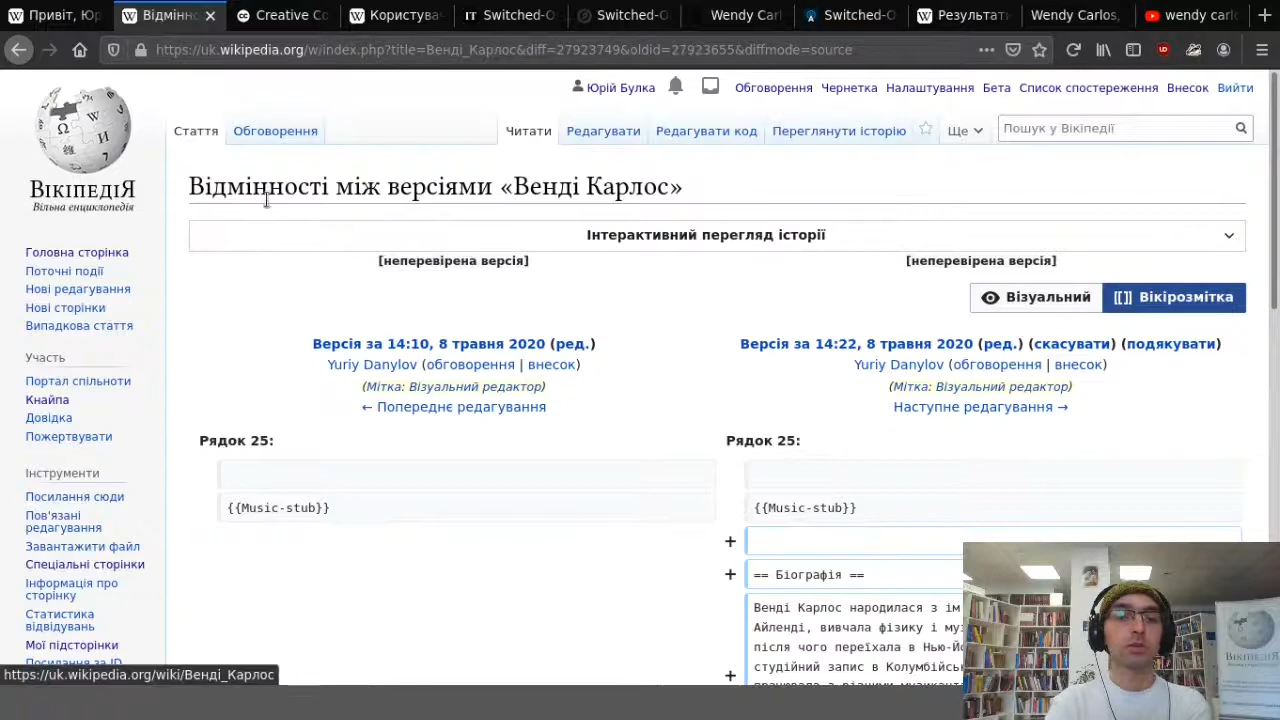 Привіт, Юр
Відмінно
Creative Co
Користува
Switched-O
Switched-O
Wendy Car
Switched-O
Результати
Wendy Carlos,
wendy carl
https://uk.wikipedia.org/w/index.php?title=Венді_Карлос&diff=27923749&oldid=27923655&diffmode=source
Юрій Булка Обговорення Чернетка Налаштування Бета Список спостереження Внесок Вийти
Стаття Обговорення Читати Редагувати Редагувати код Переглянути історію Ще Пошук у Вікіпедії
ВІКІПЕДІЯ
Вільна енциклопедія
Відмінності між версіями «Венді Карлос»
Інтерактивний перегляд історії
[неперевірена версія] [неперевірена версія]
Візуальний [[]] Вікірозмітка
Версія за 14:10, 8 травня 2020 (ред.)
Yuriy Danylov (обговорення | внесок)
(Мітка: Візуальний редактор)
← Попереднє редагування
Версія за 14:22, 8 травня 2020 (ред.) (скасувати) (подякувати)
Yuriy Danylov (обговорення | внесок)
(Мітка: Візуальний редактор)
Наступне редагування →
Рядок 25: Рядок 25:
{{Music-stub}} {{Music-stub}}
+
+ == Біографія ==
Венді Карлос народилася з ім
Айленді, вивчала фізику і муз
після чого переїхала в Нью-Йо
студійний запис в Колумбійсь
+
Головна сторінка
Поточні події
Нові редагування
Нові сторінки
Випадкова стаття
Участь
Портал спільноти
Кнайпа
Довідка
Пожертвувати
Інструменти
Посилання сюди
Пов'язані
редагування
Завантажити файл
Спеціальні сторінки
Інформація про
сторінку
Статистика
відвідувань
Мої підсторінки
https://uk.wikipedia.org/wiki/Венді_Карлос